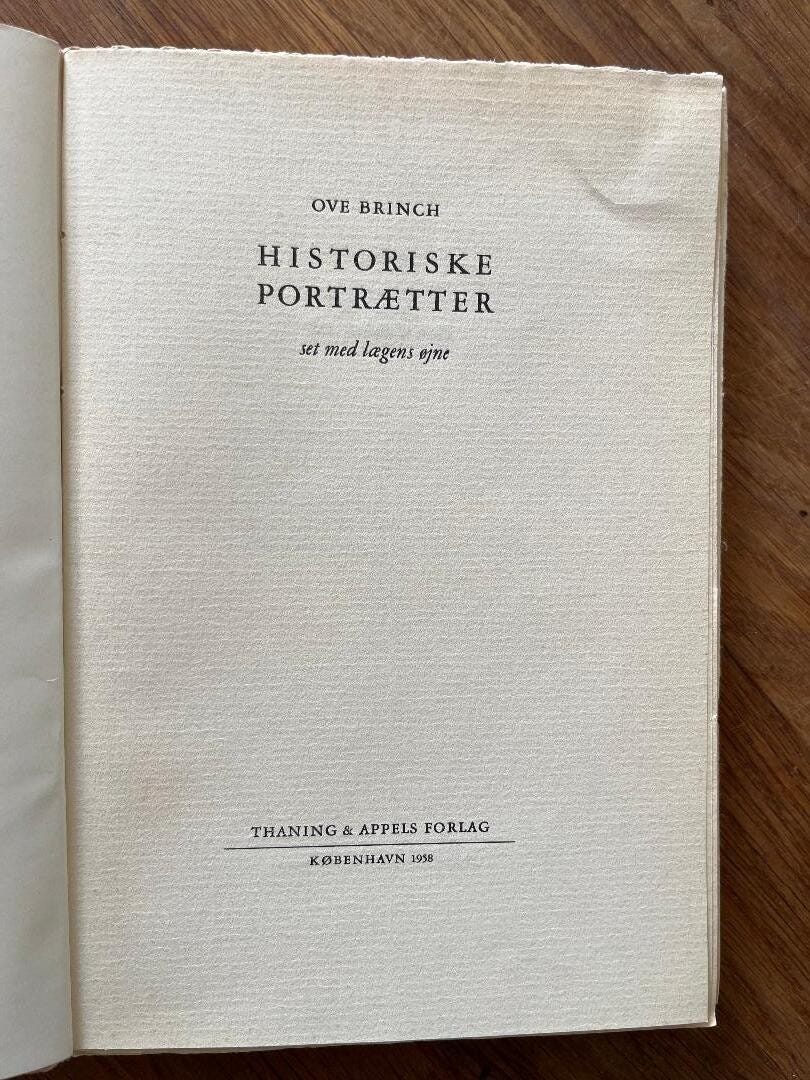 OVE BRINCH
HISTORISKE
PORTRÆTTER
set med lægens øjne
THANING & APPELS FORLAG
KØBENHAVN 1958